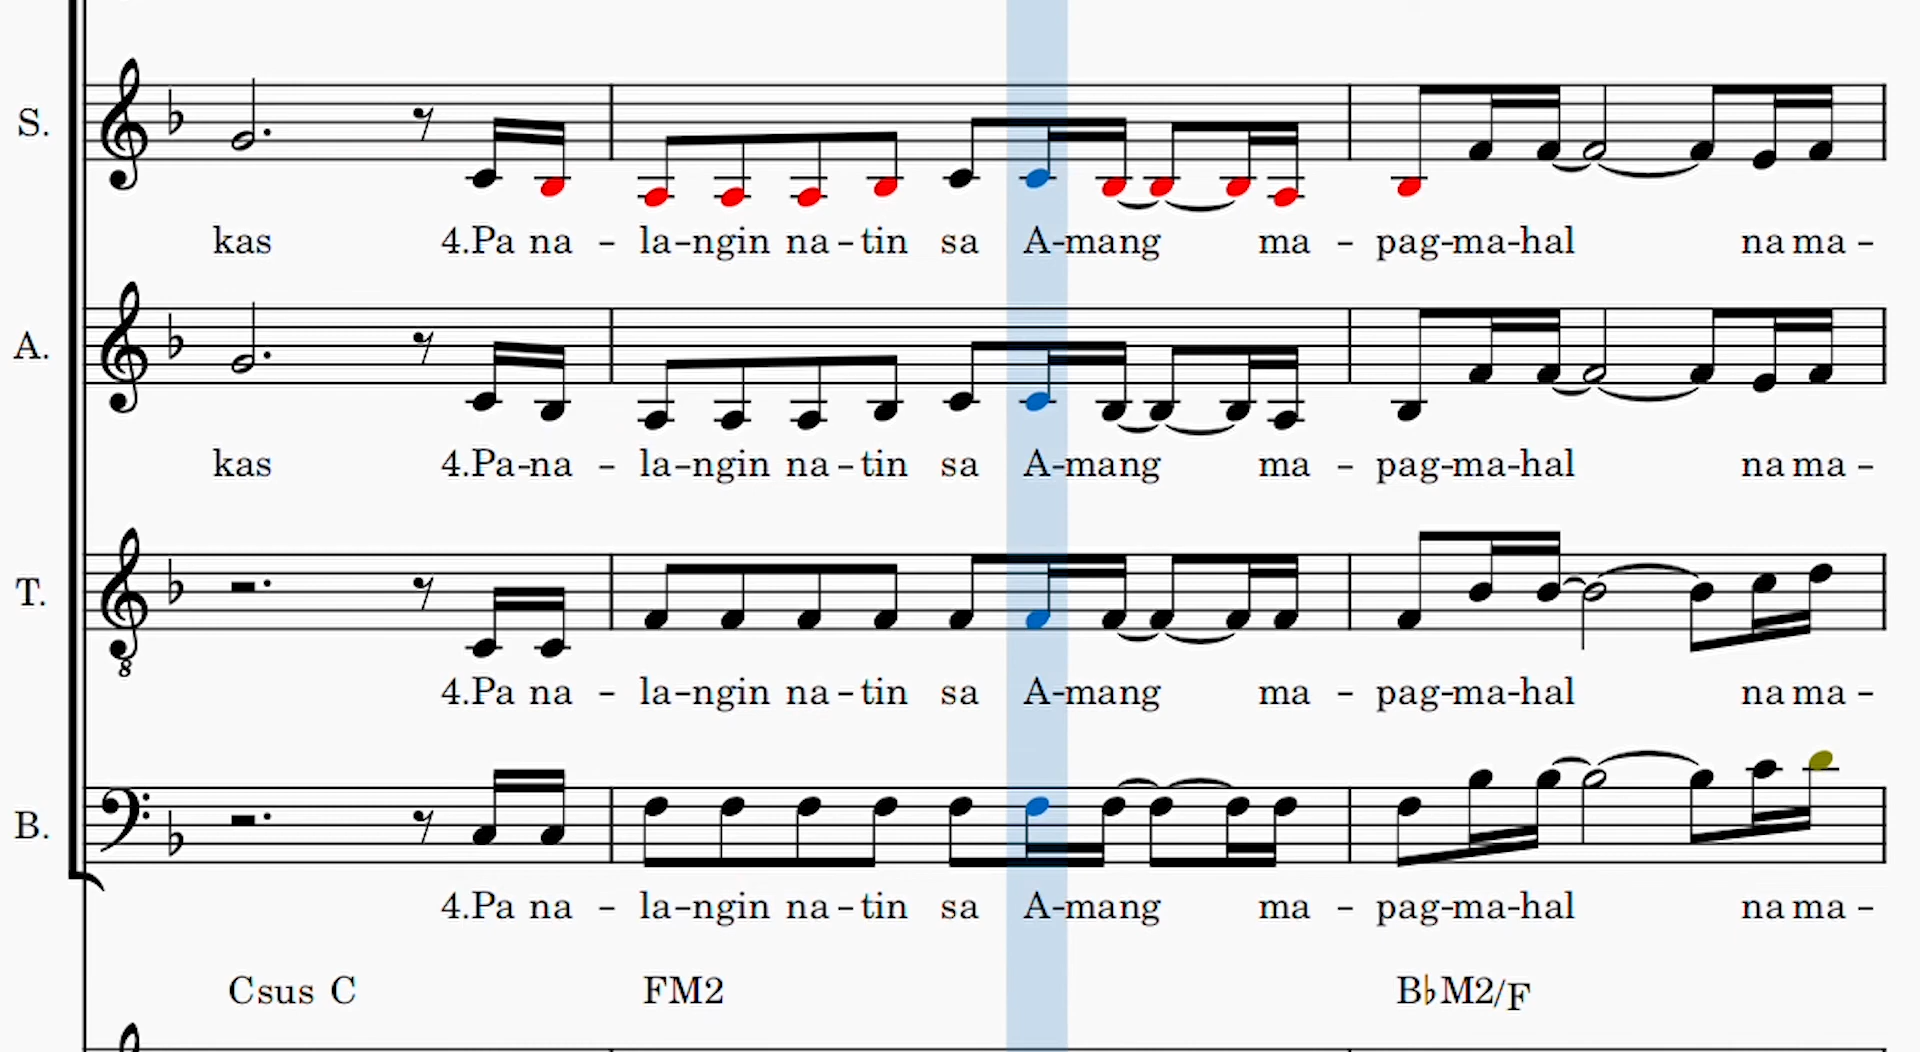 S.
kas 4.Pa na - la-ngin na-tin sa A-mang ma - pag-ma-hal na ma-
A.
kas 4.Pa-na - la-ngin na-tin sa A-mang ma - pag-ma-hal na ma-
T.
8
4.Pa na - la-ngin na-tin sa A-mang ma - pag-ma-hal na ma-
B.
4.Pa na - la-ngin na-tin sa A-mang ma - pag-ma-hal na ma-
Csus C FM2 B♭M2/F